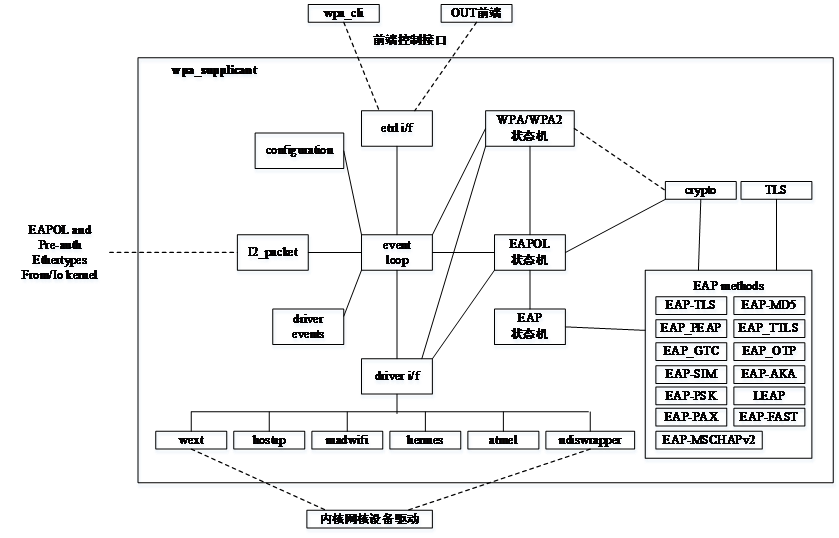 wpa_cli
OUT前端
前端控制接口
wpa_supplicant
ctrl i/f
WPA/WPA2
状态机
configuration
crypto
TLS
EAPOL and
Pre-auth
Ethertypes
From/Io kernel
l2_packet
event
loop
EAPOL
状态机
EAP methods
EAP-TLS
EAP-MD5
EAP_PEAP
EAP_TTLS
EAP_GTC
EAP_OTP
EAP-SIM
EAP-AKA
EAP-PSK
LEAP
EAP-PAX
EAP-FAST
EAP-MSCHAPv2
driver
events
EAP
状态机
driver i/f
wext
hostap
madwifi
hermes
atmel
ndiswrapper
内核网核设备驱动